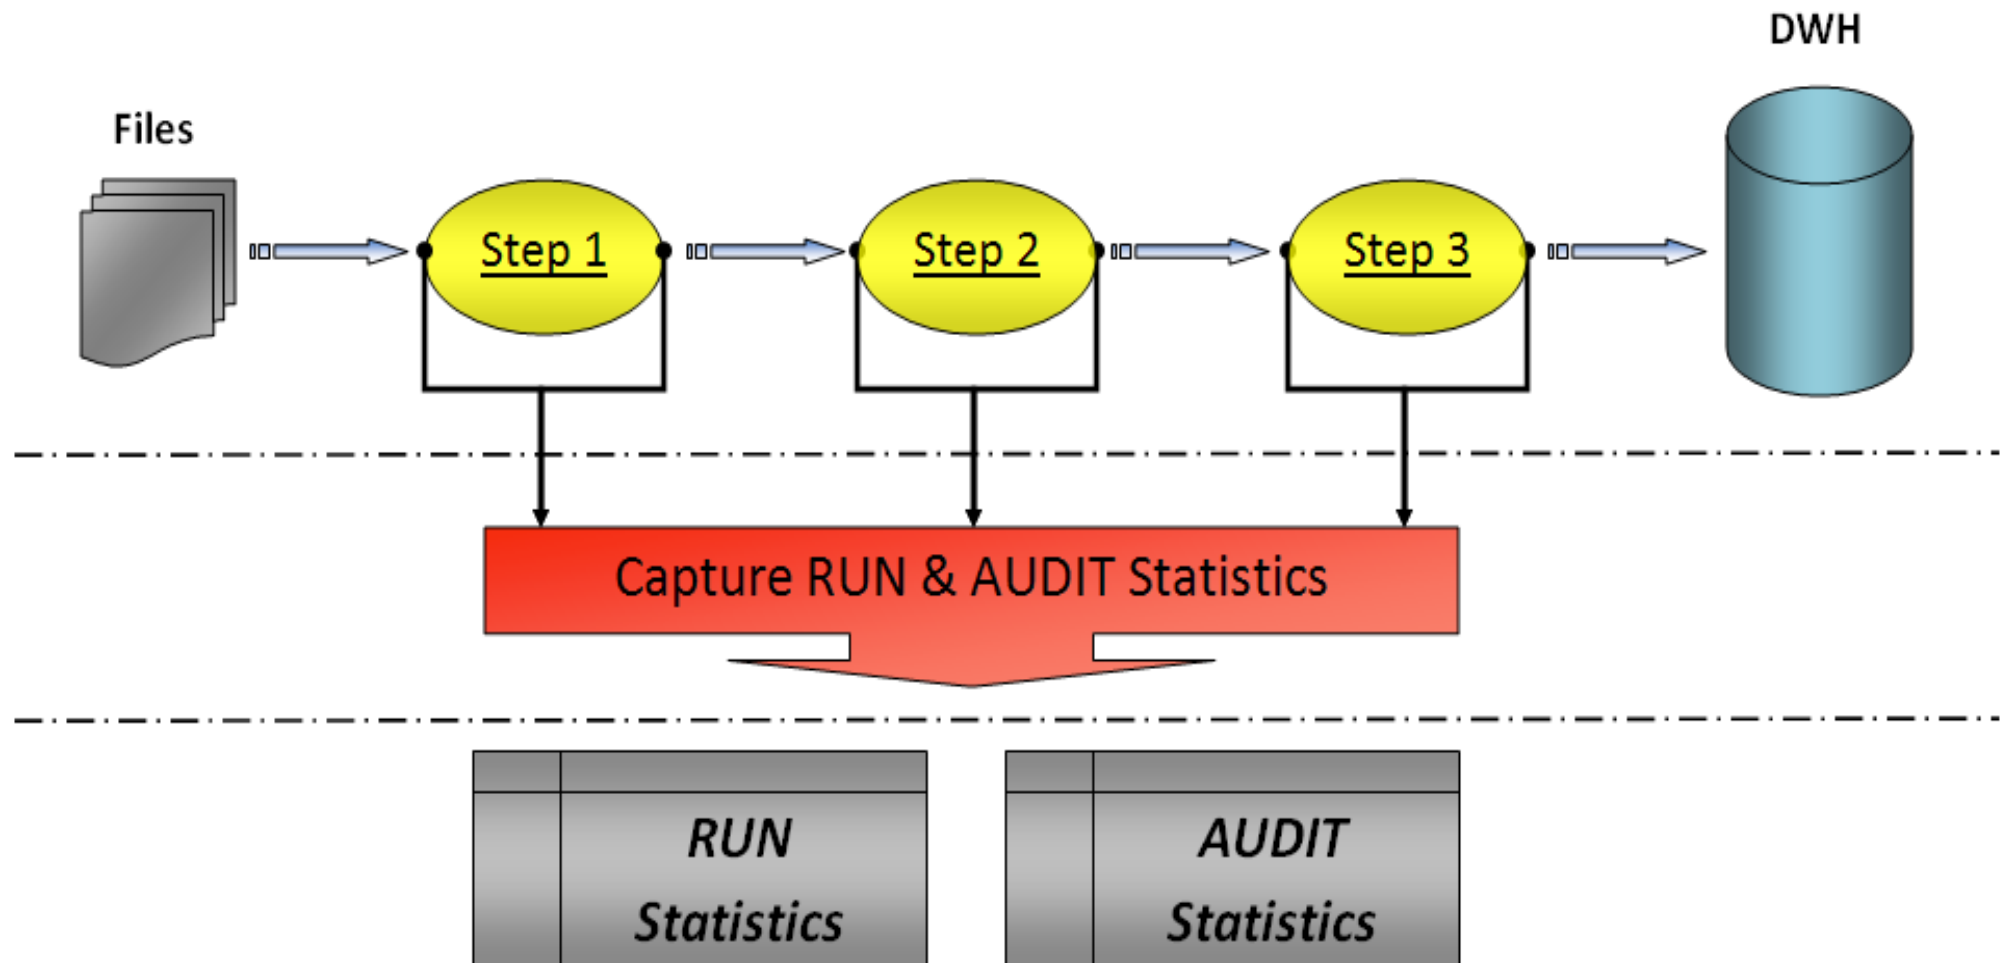 DWH
Files
Step 1
Step 2
Step 3
Capture RUN & AUDIT Statistics
RUN
Statistics
AUDIT
Statistics